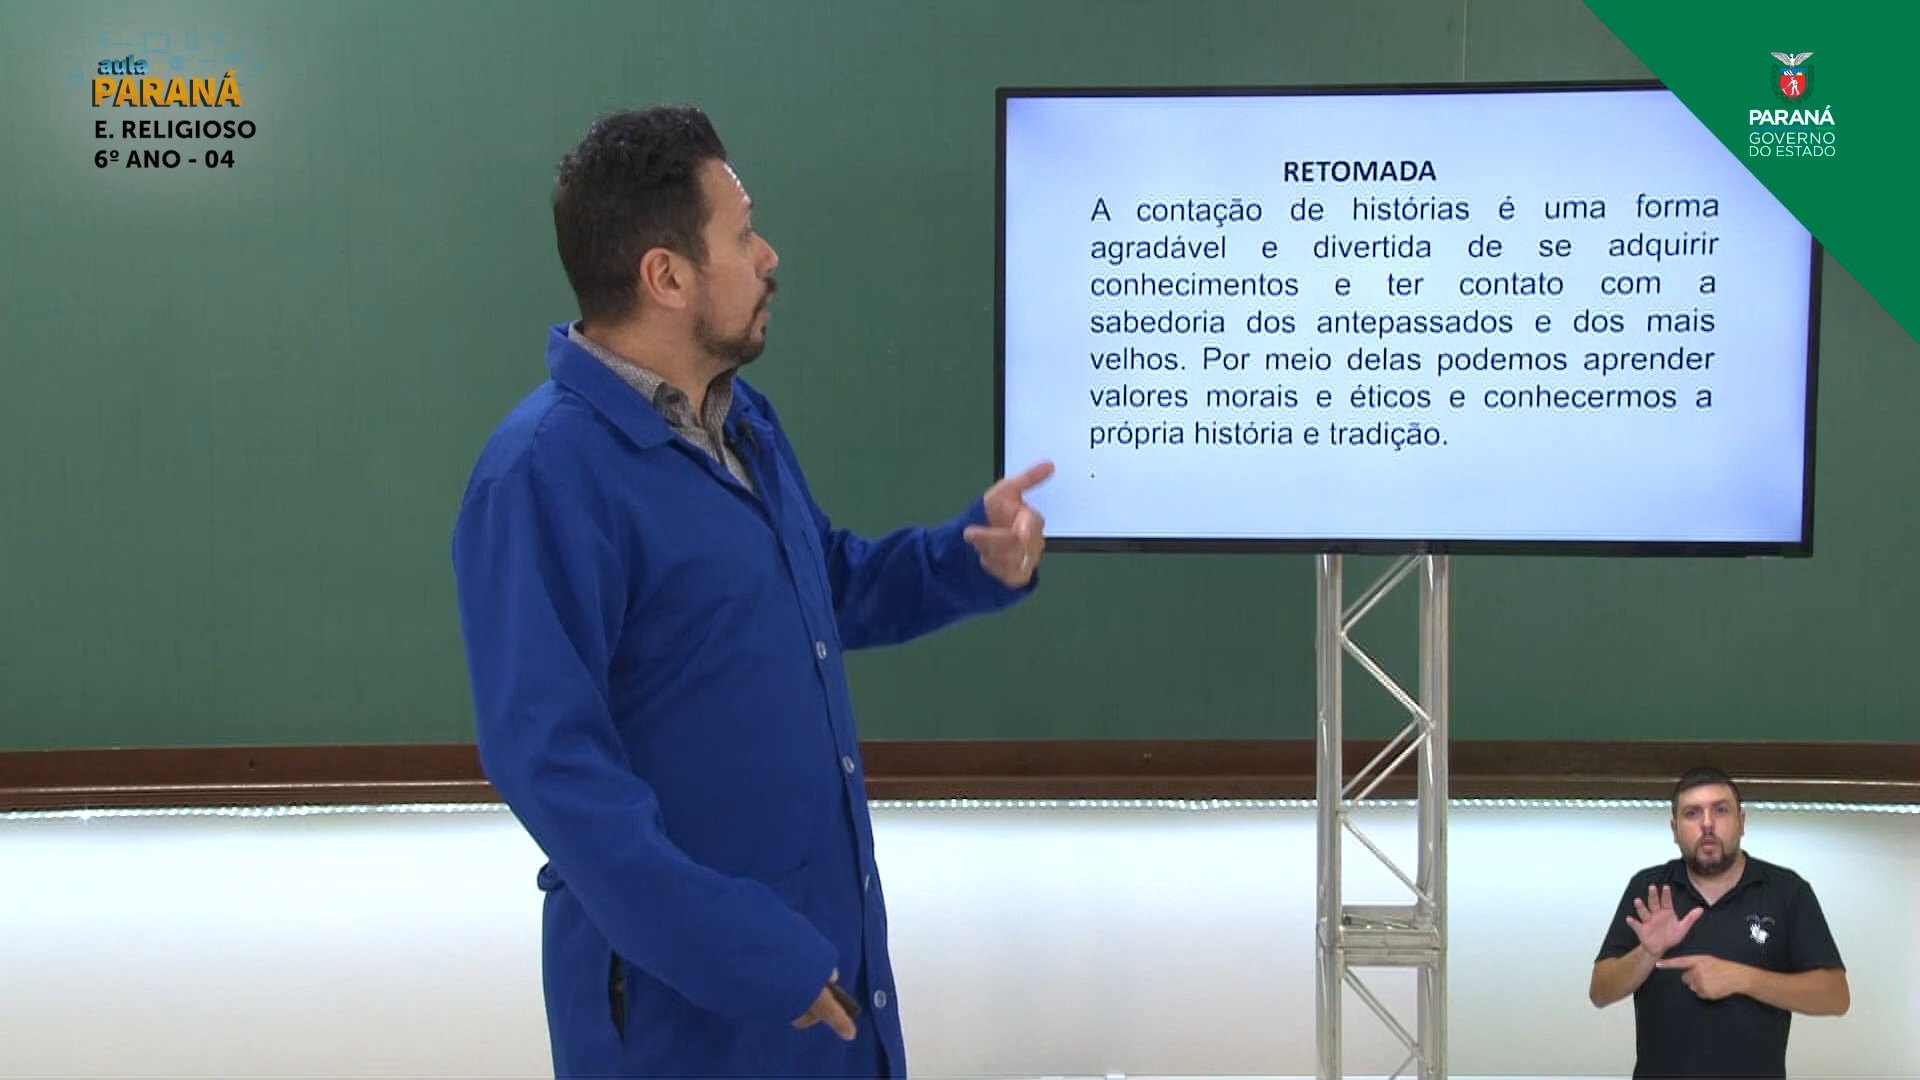 aula
PARANÁ
E. RELIGIOSO
6º ANO - 04
PARANÁ
GOVERNO
DO ESTADO
RETOMADA
A contação de histórias é uma forma
agradável e divertida de se adquirir
conhecimentos e ter contato com a
sabedoria dos antepassados e dos mais
velhos. Por meio delas podemos aprender
valores morais e éticos e conhecermos a
própria história e tradição.
.